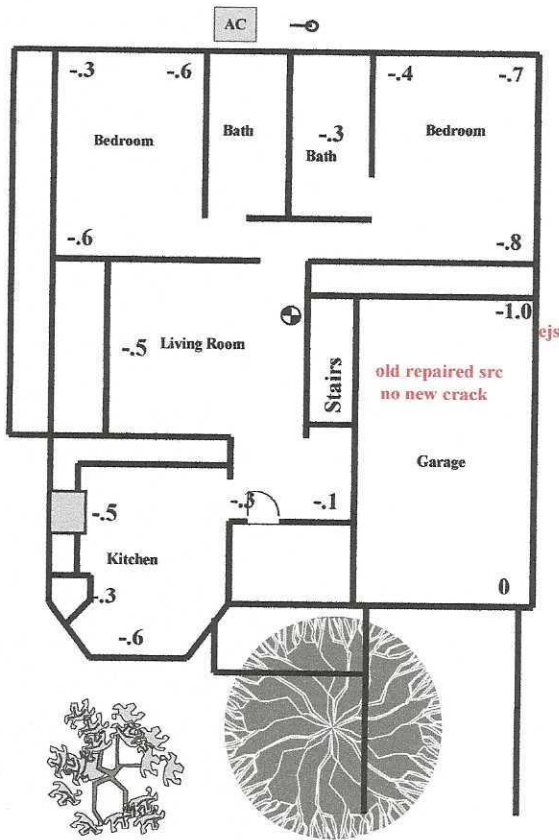 AC
-.3 -.6 -.4 -.7
Bedroom Bath -.3 Bedroom
Bath
-.6 -.8
-1.0
-.5 Living Room ejs
Stairs
old repaired src
no new crack
Garage
-.5 -.3 -.1
Kitchen
-.3 0
-.6